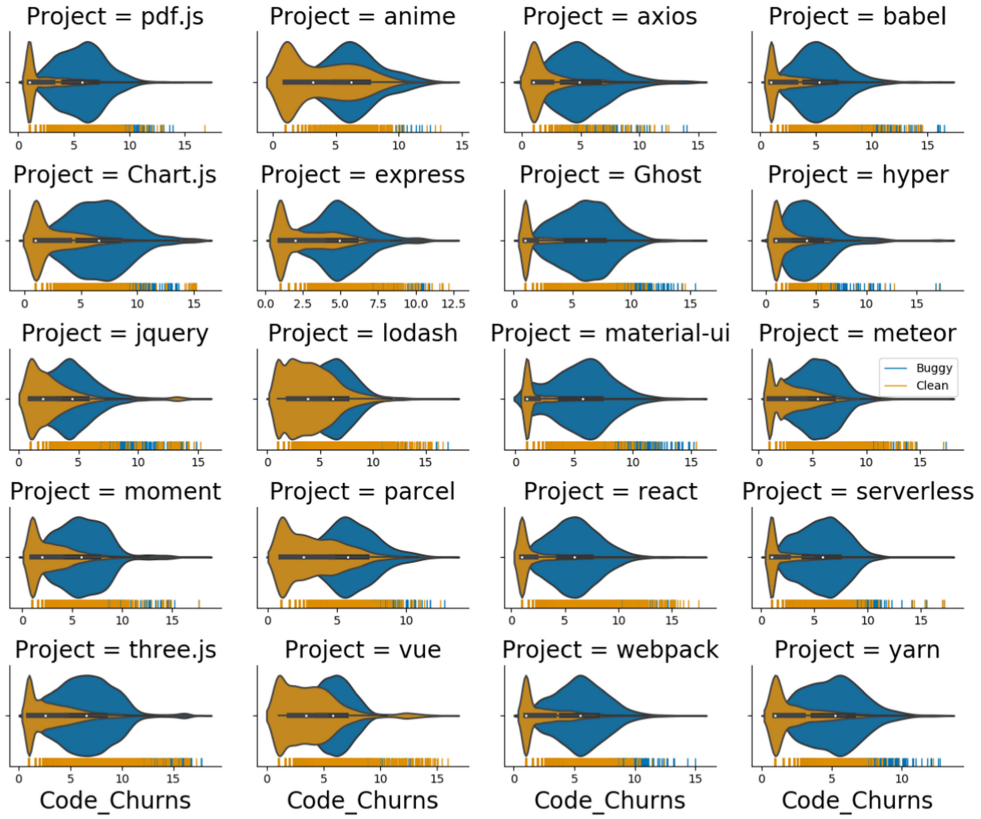 Project = pdf.js Project = anime Project = axios Project = babel
0 5 10 15 0 5 10 15 0 5 10 15 0 5 10 15
Project = Chart.js Project = express Project = Ghost Project = hyper
0 5 10 15 0.0 2.5 5.0 7.5 10.0 12.5 0 5 10 15 0 5 10 15
Project = jquery Project = lodash Project = material-ui Project = meteor
Buggy
Clean
0 5 10 15 0 5 10 15 0 5 10 15 0 5 10 15
Project = moment Project = parcel Project = react Project = serverless
0 5 10 15 0 5 10 0 5 10 15 0 5 10 15
Project = three.js Project = vue Project = webpack Project = yarn
0 5 10 15 0 5 10 15 0 5 10 15 0 5 10
Code_Churns Code_Churns Code_Churns Code_Churns